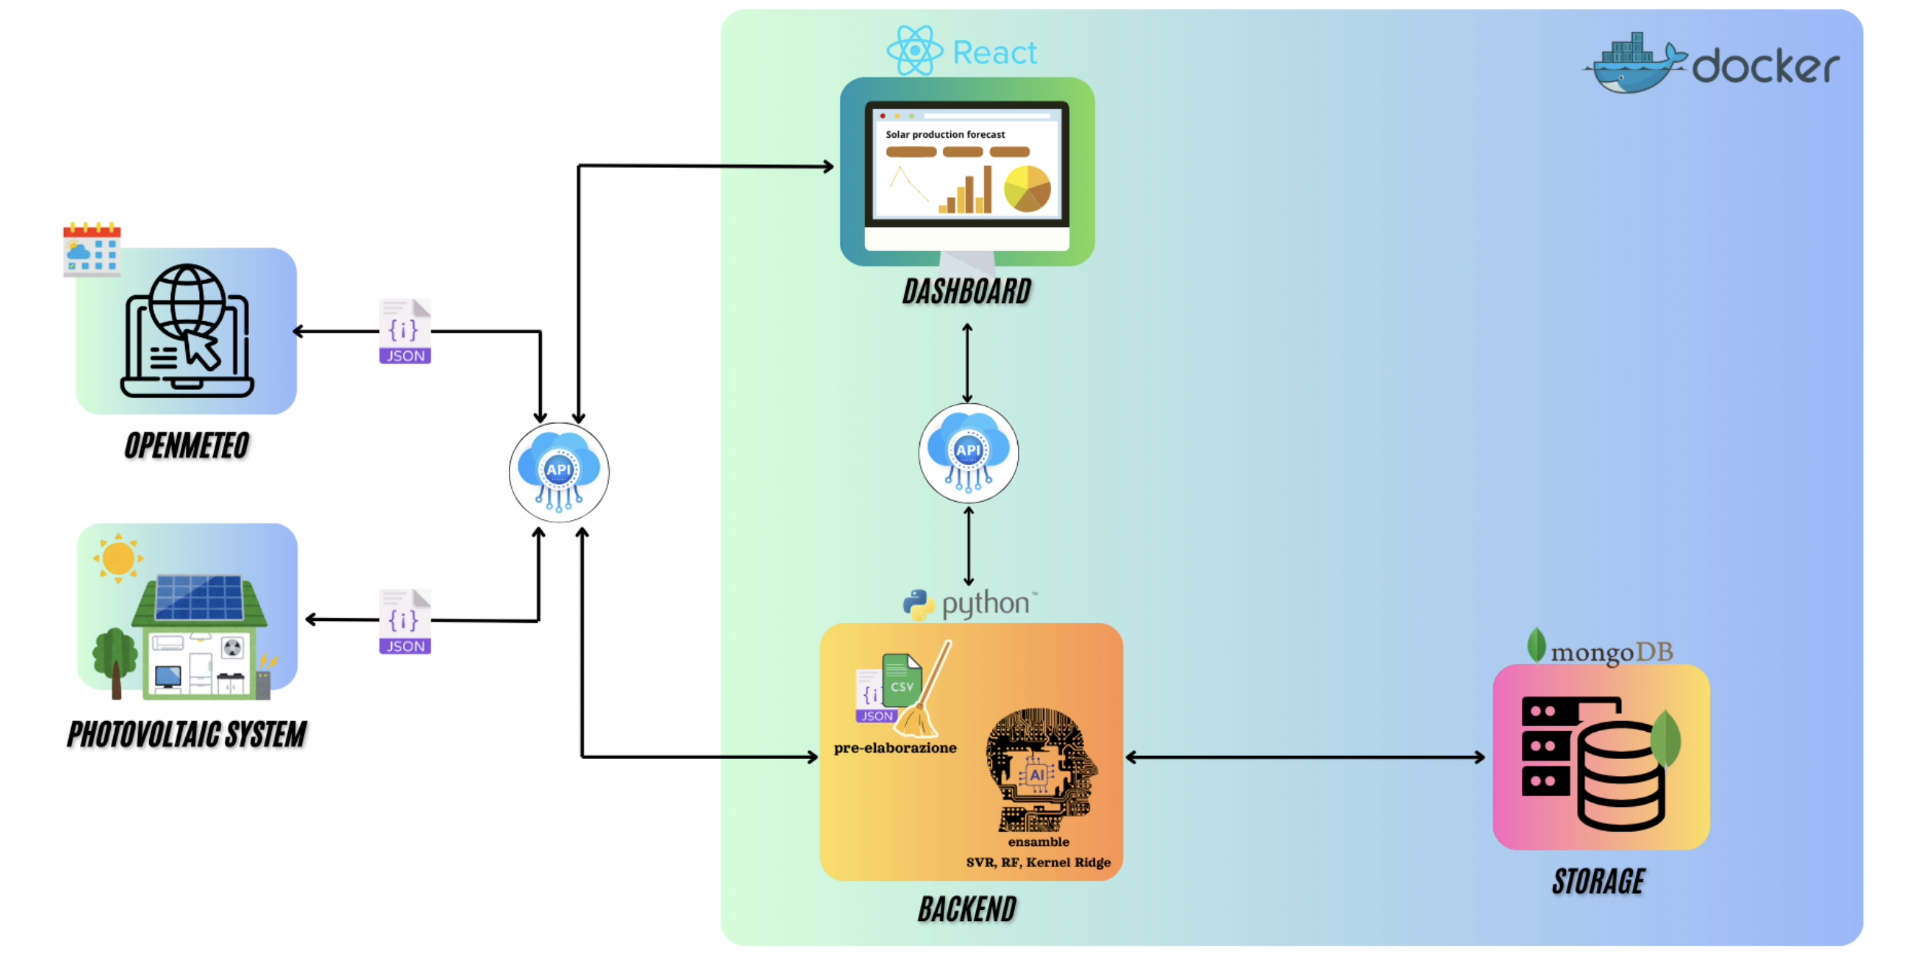 React
docker
Solar production forecast
DASHBOARD
{i}
JSON
OPENMETEO
API
API
python™
{i}
JSON
PHOTOVOLTAIC SYSTEM
CSV
{i}
JSON
pre-elaborazione
AI
ensamble
SVR, RF, Kernel Ridge
BACKEND
mongoDB
STORAGE